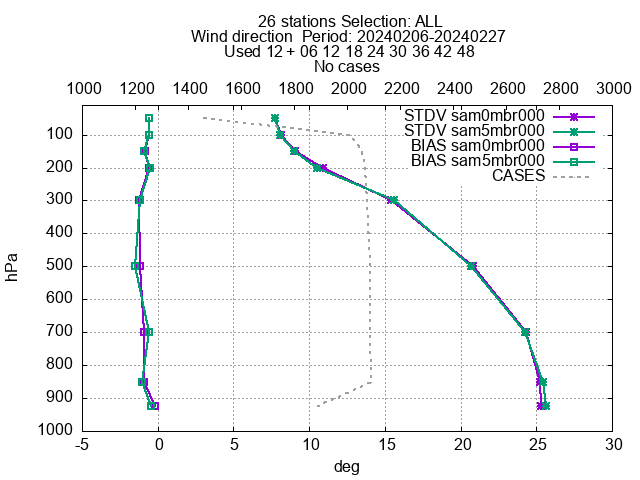 26 stations Selection: ALL
Wind direction  Period: 20240206-20240227
Used 12 + 06 12 18 24 30 36 42 48
No cases
1000 1200 1400 1600 1800 2000 2200 2400 2600 2800 3000
STDV sam0mbr000
STDV sam5mbr000
BIAS sam0mbr000
BIAS sam5mbr000
CASES
100
200
300
400
500
600
700
800
900
1000
hPa
-5 0 5 10 15 20 25 30
deg